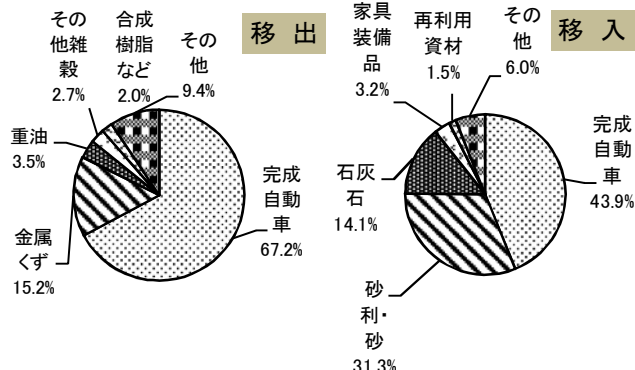 移 出
その
他雑
穀
2.7%
合成
樹脂
など
2.0%
その
他
9.4%
重油
3.5%
金属
くず
15.2%
完成
自動
車
67.2%
移 入
家具
装備
品
3.2%
再利用
資材
1.5%
その
他
6.0%
石灰
石
14.1%
砂
利・
砂
31.3%
完成
自動
車
43.9%